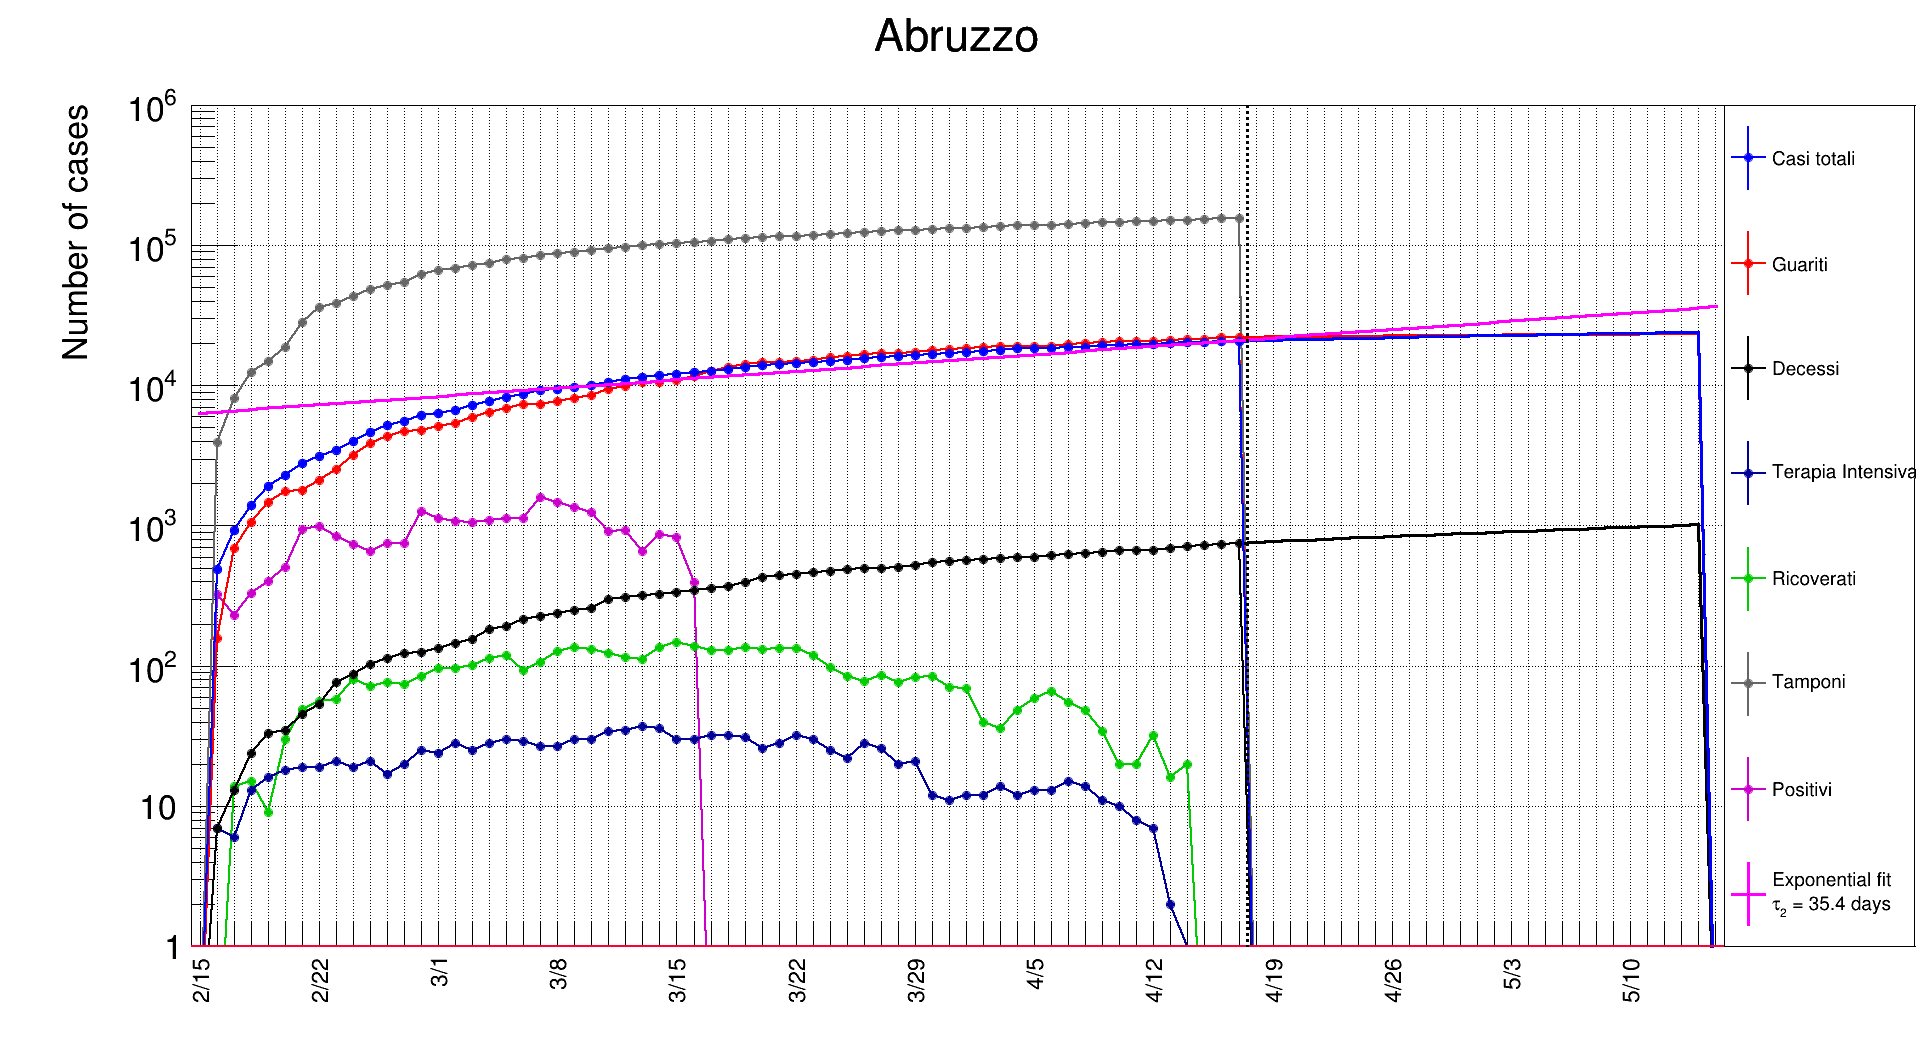 Abruzzo
Number of cases
10^6
10^5
10^4
10^3
10^2
10
1
2/15
2/22
3/1
3/8
3/15
3/22
3/29
4/5
4/12
4/19
4/26
5/3
5/10
Casi totali
Guariti
Decessi
Terapia Intensiva
Ricoverati
Tamponi
Positivi
Exponential fit
τ₂ = 35.4 days